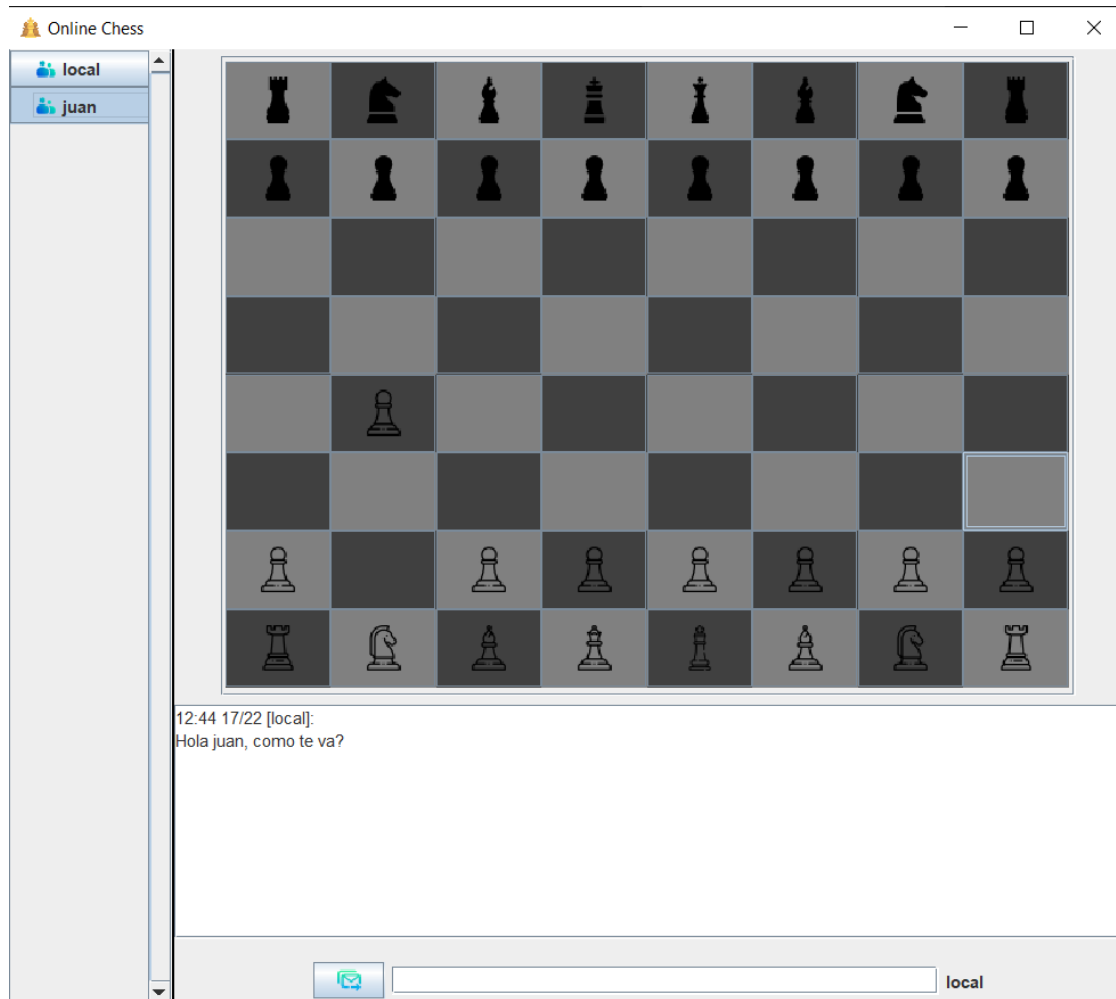 Online Chess
local
juan
12:44 17/22 [local]:
Hola juan, como te va?
local